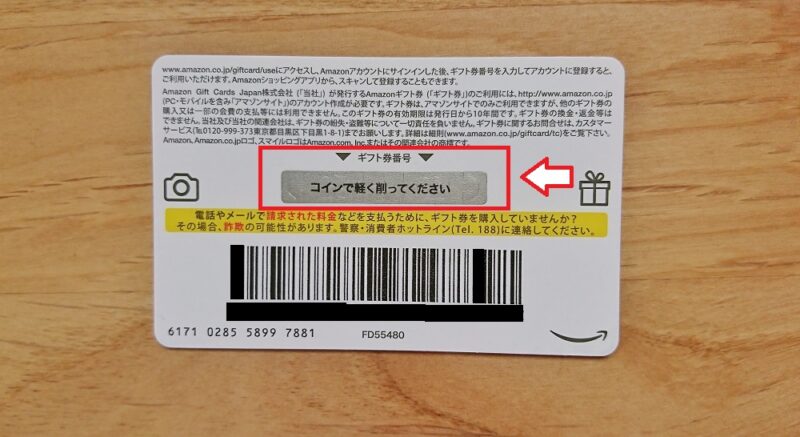 www.amazon.co.jp/giftcard/useにアクセスし、Amazonアカウントにサインインした後、ギフト券番号を入力してアカウントに登録すると、
ご利用いただけます。Amazonショッピングアプリから、スキャンして登録することもできます。
Amazon Gift Cards Japan株式会社(「当社」)が発行するAmazonギフト券(「ギフト券」)のご利用には、http://www.amazon.co.jp
(PC・モバイルを含み「アマゾンサイト」)のアカウント作成が必要です。ギフト券は、アマゾンサイトでのみご利用できますが、他のギフト券の
購入又は一部の会費の支払等には利用できません。このギフト券の有効期限は発行日から10年間です。ギフト券の換金・返金等は
できません。当社及び当社の関連会社は、ギフト券の紛失・盗難等について一切責任を負いません。ギフト券に関するお問合せは、カスタマー
サービス(℡0120-999-373東京都目黒区下目黒1-8-1)までお願いします。詳細は細則(www.amazon.co.jp/giftcard/tc)をご覧下さい。
Amazon, Amazon.co.jpロゴ、スマイルロゴはAmazon.com, Inc.またはその関連会社の商標です。
▼ ギフト券番号 ▼
コインで軽く削ってください
電話やメールで請求された料金などを支払うために、ギフト券を購入していませんか?
その場合、詐欺の可能性があります。警察・消費者ホットライン(Tel. 188)に連絡してください。
6171 0285 5899 7881 FD55480